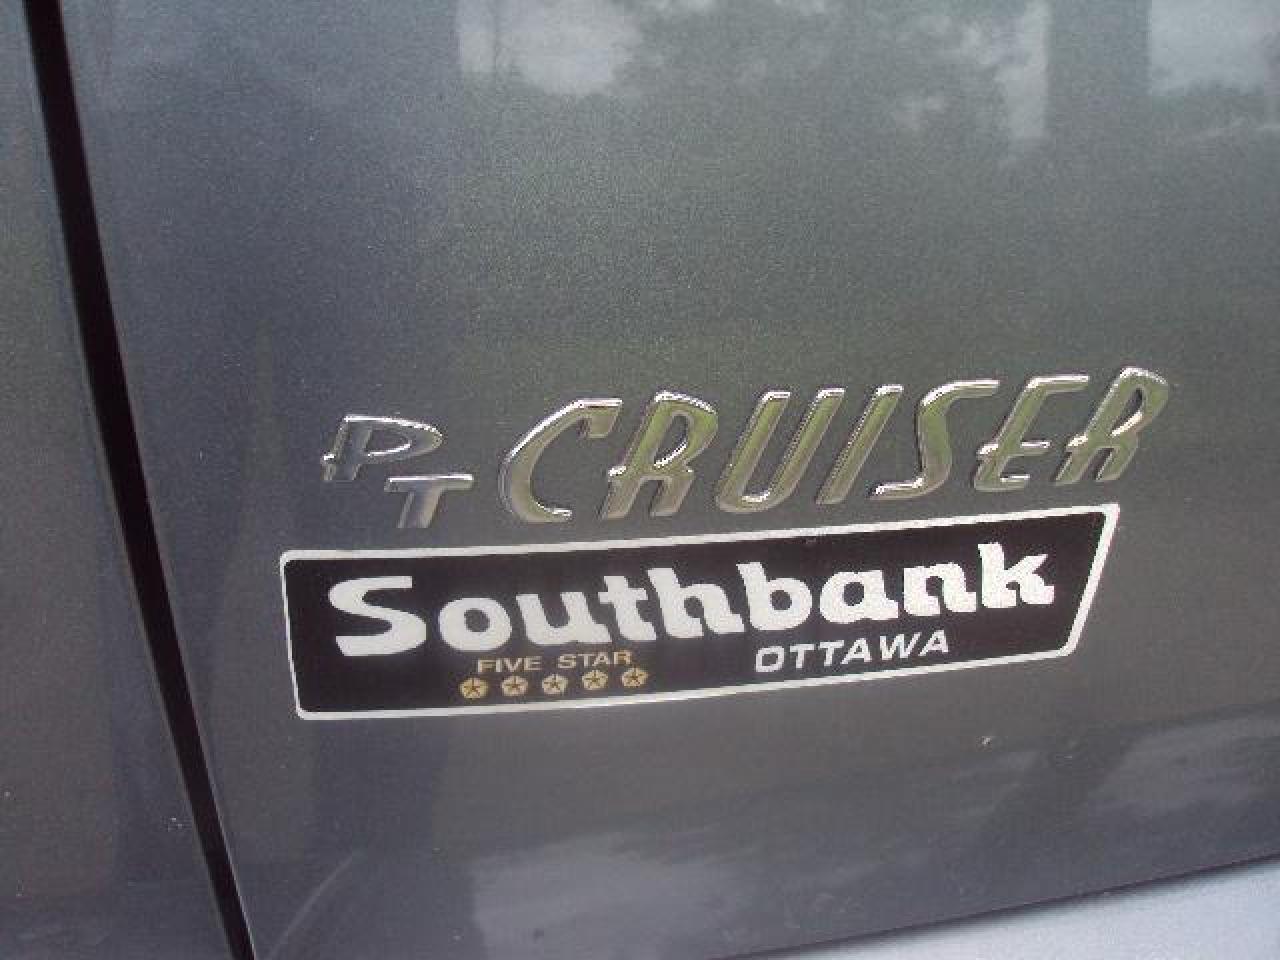 PT CRUISER
Southbank
FIVE STAR
OTTAWA